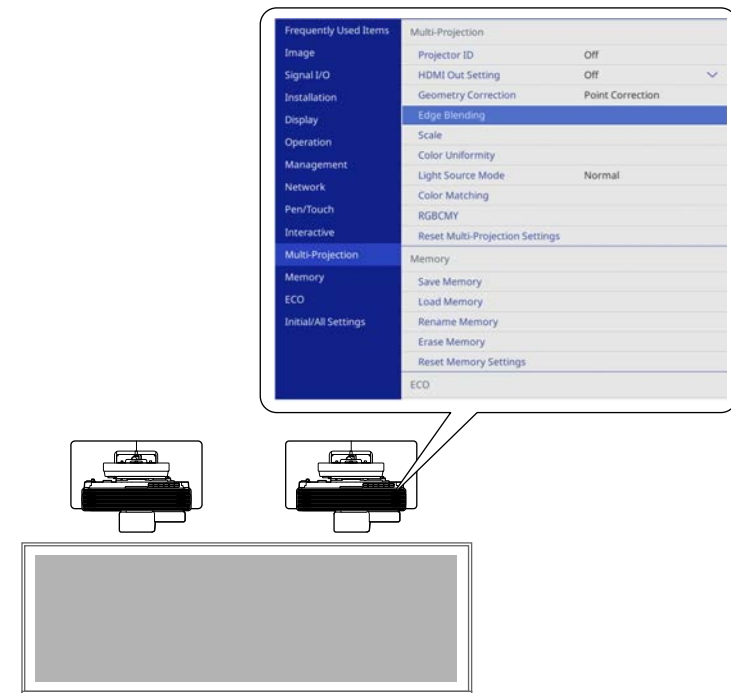 Frequently Used Items
Image
Signal I/O
Installation
Display
Operation
Management
Network
Pen/Touch
Interactive
Multi-Projection
Memory
ECO
Initial/All Settings
Multi-Projection
Projector ID Off
HDMI Out Setting Off
Geometry Correction Point Correction
Edge Blending
Scale
Color Uniformity
Light Source Mode Normal
Color Matching
RGBCMY
Reset Multi-Projection Settings
Memory
Save Memory
Load Memory
Rename Memory
Erase Memory
Reset Memory Settings
ECO